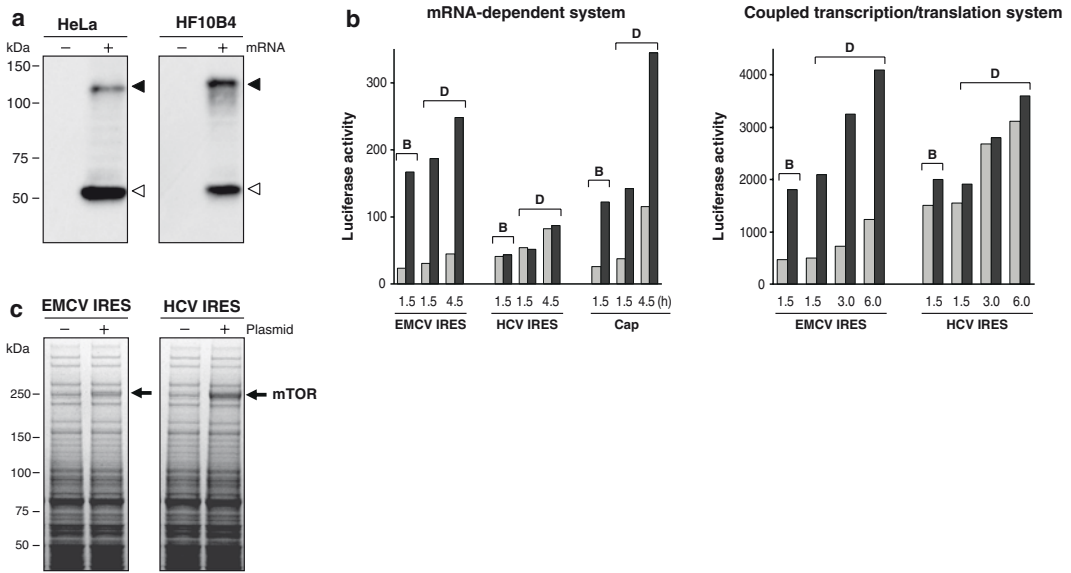 a
HeLa
HF10B4
kDa
– + – + mRNA
150
100
75
50
b
mRNA-dependent system
Luciferase activity
300
200
100
0
B
D
B
D
B
D
1.5 1.5 4.5 1.5 1.5 4.5 1.5 1.5 4.5 (h)
EMCV IRES HCV IRES Cap
Coupled transcription/translation system
Luciferase activity
4000
3000
2000
1000
0
B
D
B
D
1.5 1.5 3.0 6.0 1.5 1.5 3.0 6.0
EMCV IRES HCV IRES
c
EMCV IRES HCV IRES
– + – + Plasmid
kDa
250
mTOR
150
100
75
50